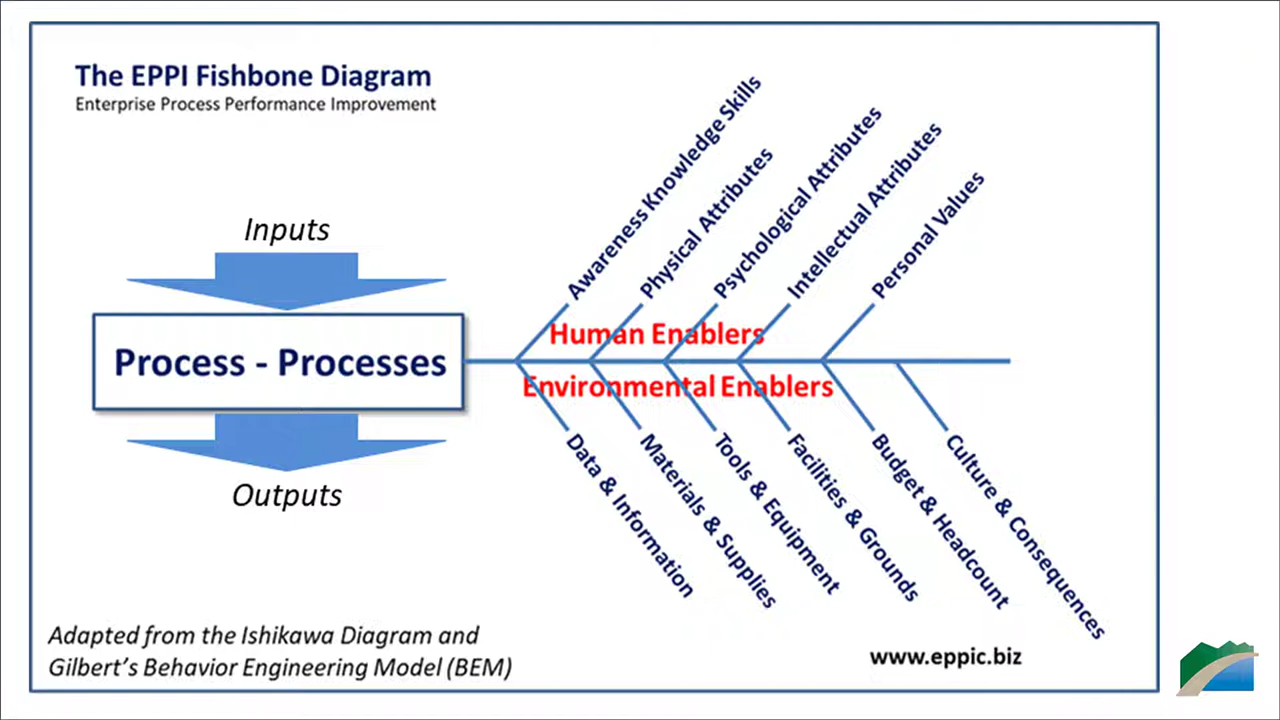 The EPPI Fishbone Diagram
Enterprise Process Performance Improvement
Inputs
Process - Processes
Outputs
Awareness Knowledge Skills
Physical Attributes
Psychological Attributes
Intellectual Attributes
Personal Values
Human Enablers
Environmental Enablers
Data & Information
Materials & Supplies
Tools & Equipment
Facilities & Grounds
Budget & Headcount
Culture & Consequences
Adapted from the Ishikawa Diagram and
Gilbert's Behavior Engineering Model (BEM)
www.eppic.biz